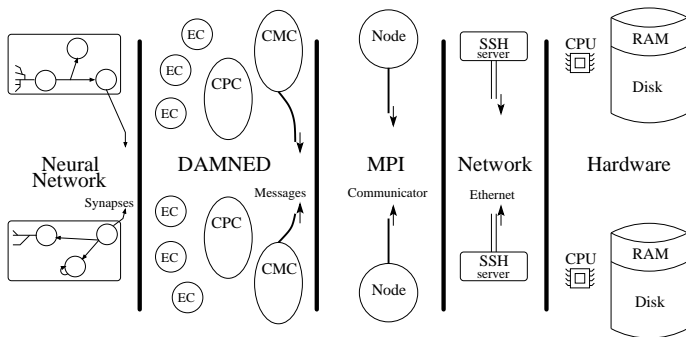 EC
CMC
Node
SSH
server
CPU
RAM
EC
CPC
Disk
EC
Neural
Network
DAMNED
MPI
Network
Hardware
Synapses
Messages
Communicator
Ethernet
EC
CPC
EC
CMC
Node
SSH
server
CPU
RAM
EC
Disk